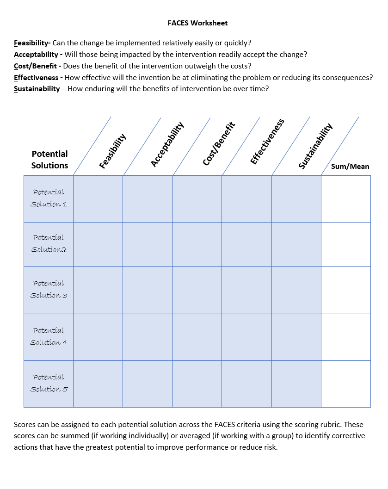 FACES Worksheet
Feasibility- Can the change be implemented relatively easily or quickly?
Acceptability - Will those being impacted by the intervention readily accept the change?
Cost/Benefit - Does the benefit of the intervention outweigh the costs?
Effectiveness - How effective will the invention be at eliminating the problem or reducing its consequences?
Sustainability - How enduring will the benefits of intervention be over time?
Potential
Solutions
Feasibility
Acceptability
Cost/Benefit
Effectiveness
Sustainability
Sum/Mean
Potential
Solution 1
Potential
Solution2
Potential
Solution 3
Potential
Solution 4
Potential
Solution 5
Scores can be assigned to each potential solution across the FACES criteria using the scoring rubric. These
scores can be summed (if working individually) or averaged (if working with a group) to identify corrective
actions that have the greatest potential to improve performance or reduce risk.